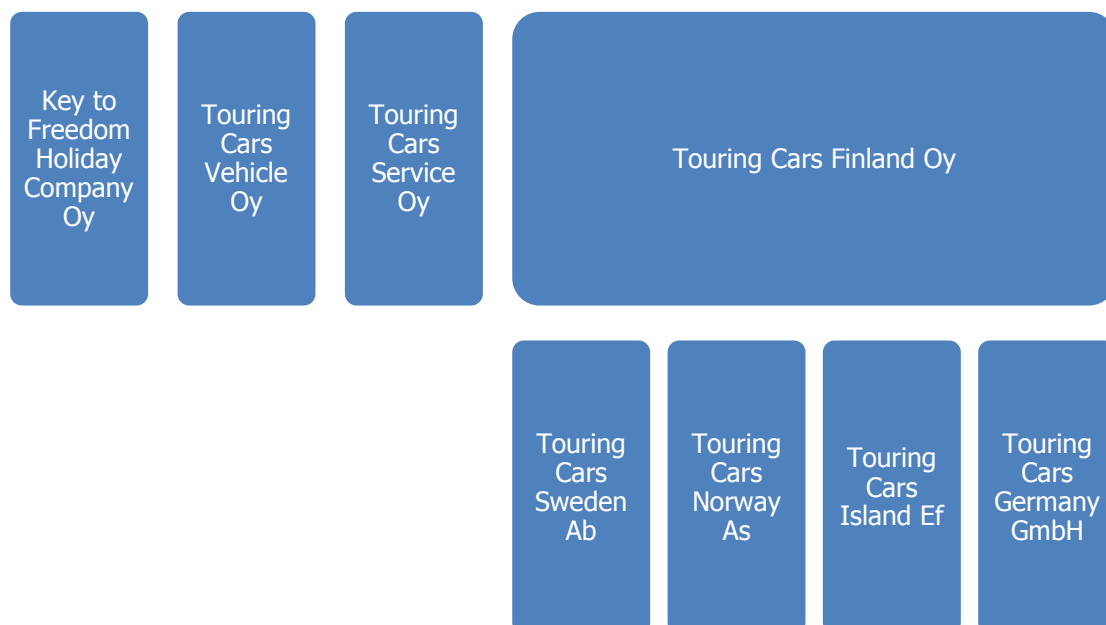 Key to
Freedom
Holiday
Company
Oy
Touring
Cars
Vehicle
Oy
Touring
Cars
Service
Oy
Touring Cars Finland Oy
Touring
Cars
Sweden
Ab
Touring
Cars
Norway
As
Touring
Cars
Island Ef
Touring
Cars
Germany
GmbH